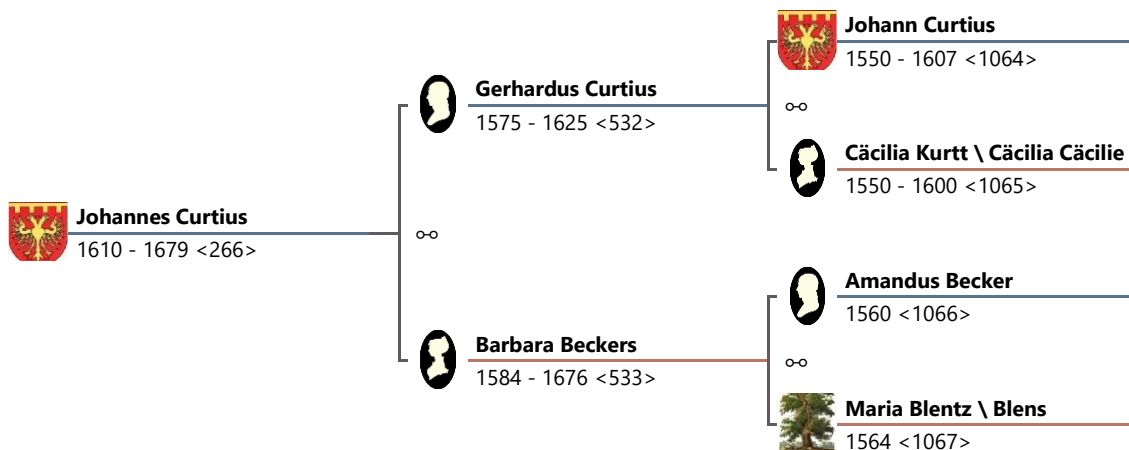 Johann Curtius
1550 - 1607 <1064>
Gerhardus Curtius
1575 - 1625 <532>
Cäcilia Kurtt \ Cäcilia Cäcilie
1550 - 1600 <1065>
Johannes Curtius
1610 - 1679 <266>
Amandus Becker
1560 <1066>
Barbara Beckers
1584 - 1676 <533>
Maria Blentz \ Blens
1564 <1067>